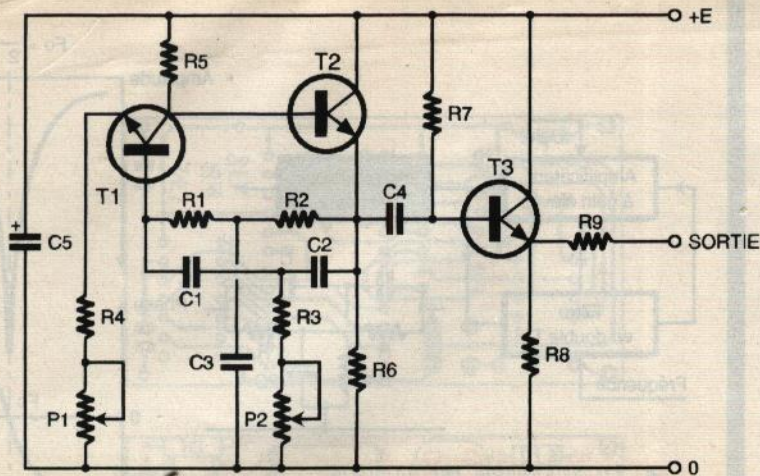 +E
R5
T2
R7
T3
T1
R1
R2
C4
R9
SORTIE
C5
+
C1
C2
R4
R3
C3
R6
R8
P1
P2
0